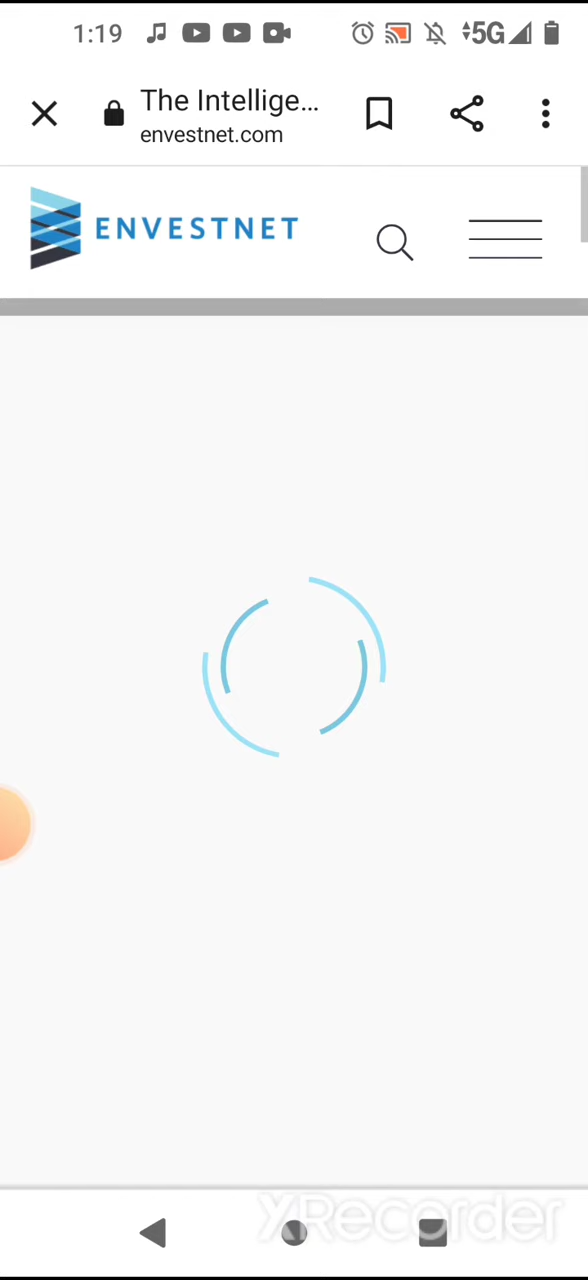 1:19
5G
The Intellige...
envestnet.com
ENVESTNET
XRecorder